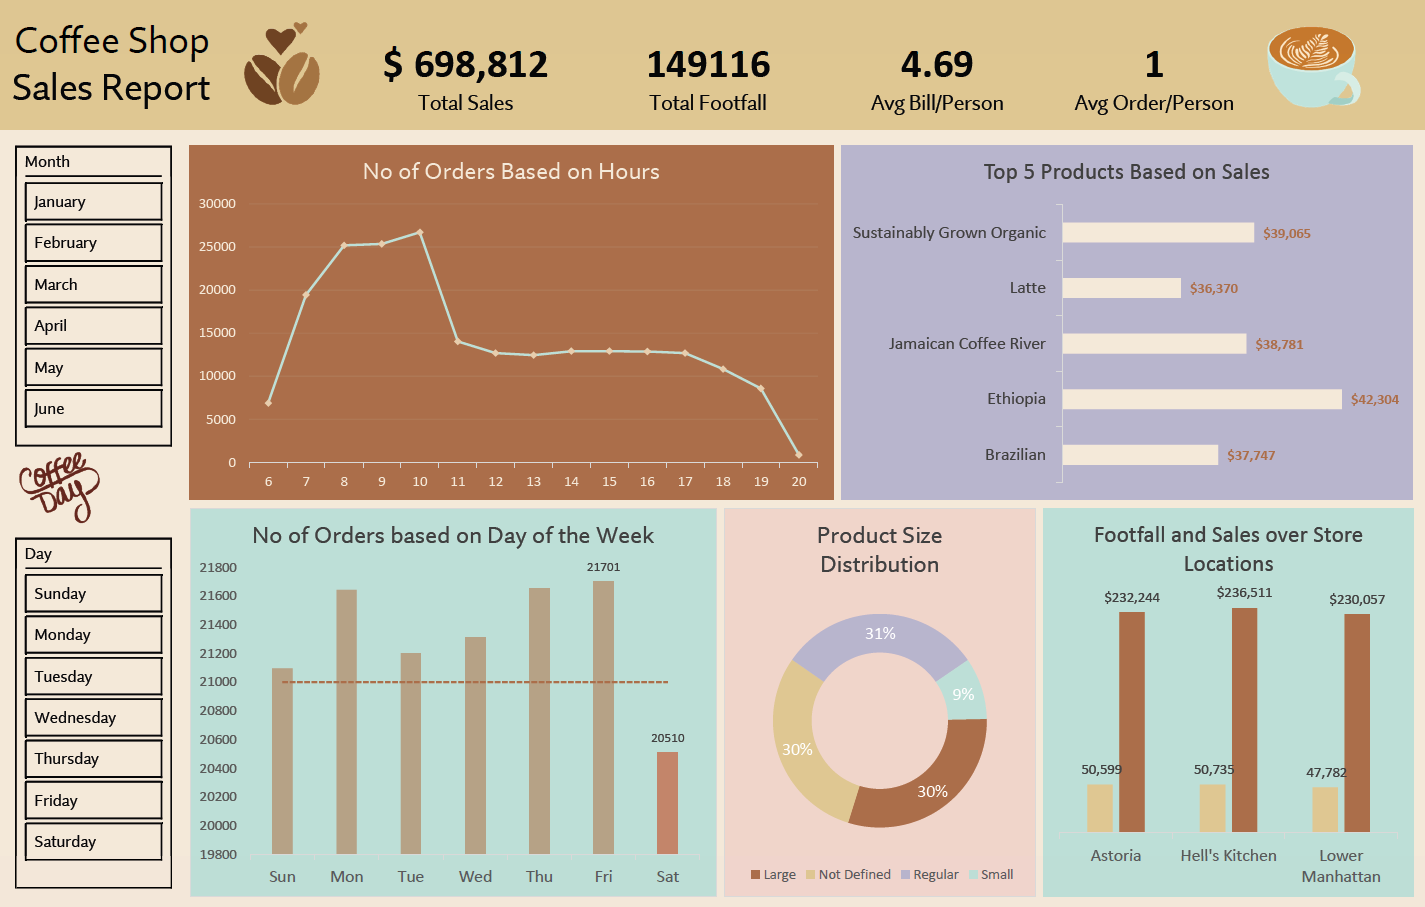 Coffee Shop
Sales Report
$ 698,812
Total Sales
149116
Total Footfall
4.69
Avg Bill/Person
1
Avg Order/Person
Month
January
February
March
April
May
June
Coffee
Day
Day
Sunday
Monday
Tuesday
Wednesday
Thursday
Friday
Saturday
No of Orders Based on Hours
30000
25000
20000
15000
10000
5000
0
6 7 8 9 10 11 12 13 14 15 16 17 18 19 20
Top 5 Products Based on Sales
Sustainably Grown Organic $39,065
Latte $36,370
Jamaican Coffee River $38,781
Ethiopia $42,304
Brazilian $37,747
No of Orders based on Day of the Week
21800
21600
21400
21200
21000
20800
20600
20400
20200
20000
19800
21701
20510
Sun Mon Tue Wed Thu Fri Sat
Product Size
Distribution
31%
9%
30%
30%
Large Not Defined Regular Small
Footfall and Sales over Store
Locations
$232,244 $236,511 $230,057
50,599 50,735 47,782
Astoria Hell's Kitchen Lower
Manhattan